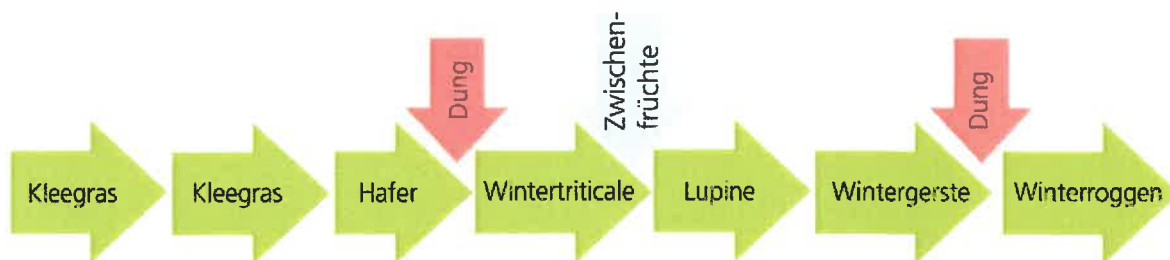 Dung
Zwischen-
früchte
Dung
Kleegras
Kleegras
Hafer
Wintertriticale
Lupine
Wintergerste
Winterroggen